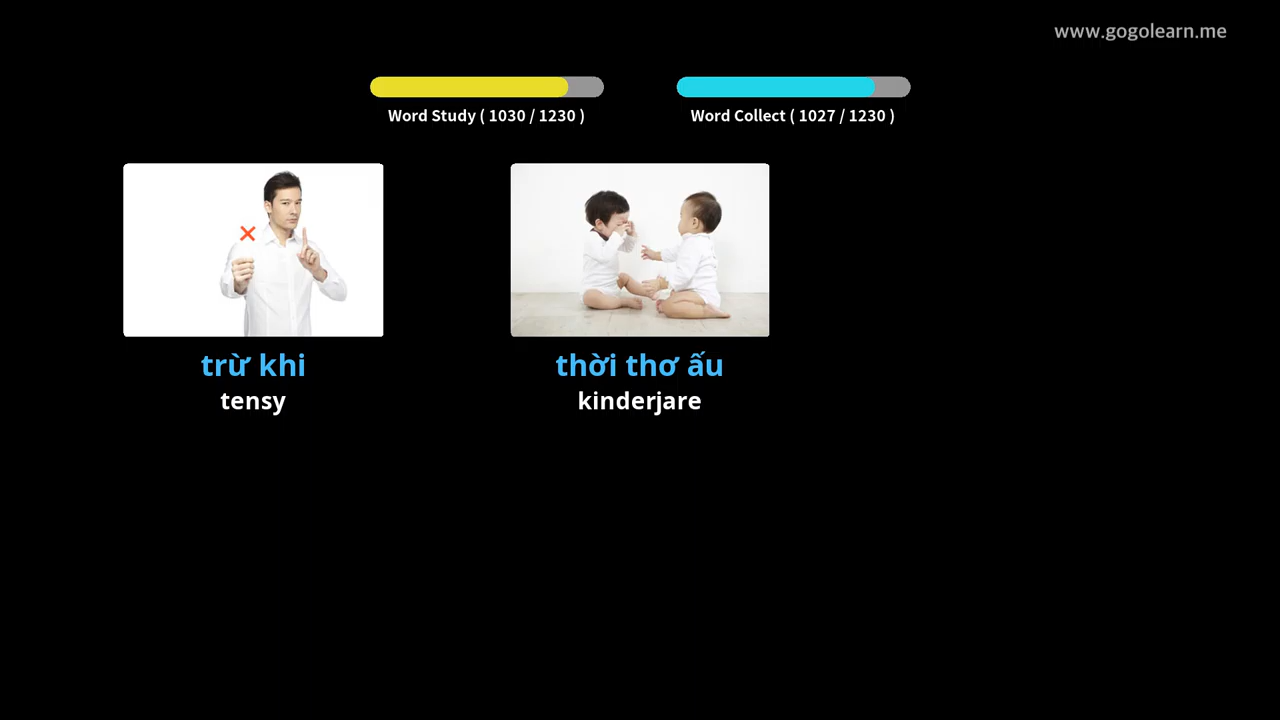 www.gogolearn.me
Word Study ( 1030 / 1230 )
Word Collect ( 1027 / 1230 )
trừ khi
tensy
thời thơ ấu
kinderjare